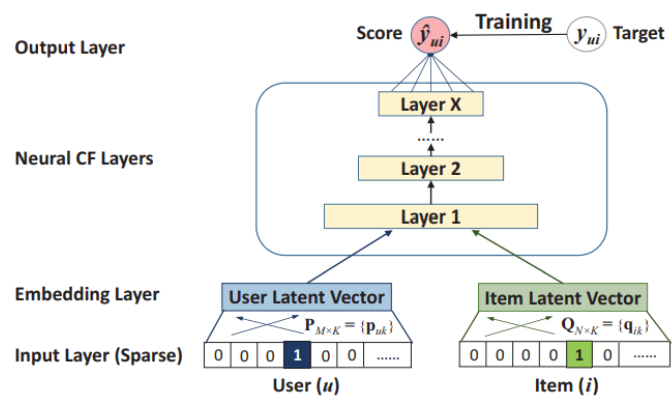 Output Layer
Score ŷui Training yui Target
Neural CF Layers
Layer X
......
Layer 2
Layer 1
Embedding Layer
User Latent Vector
Item Latent Vector
P M×K = {puk}
Q N×K = {qik}
Input Layer (Sparse)
0 0 0 1 0 0 ......
0 0 0 0 1 0 ......
User (u)
Item (i)